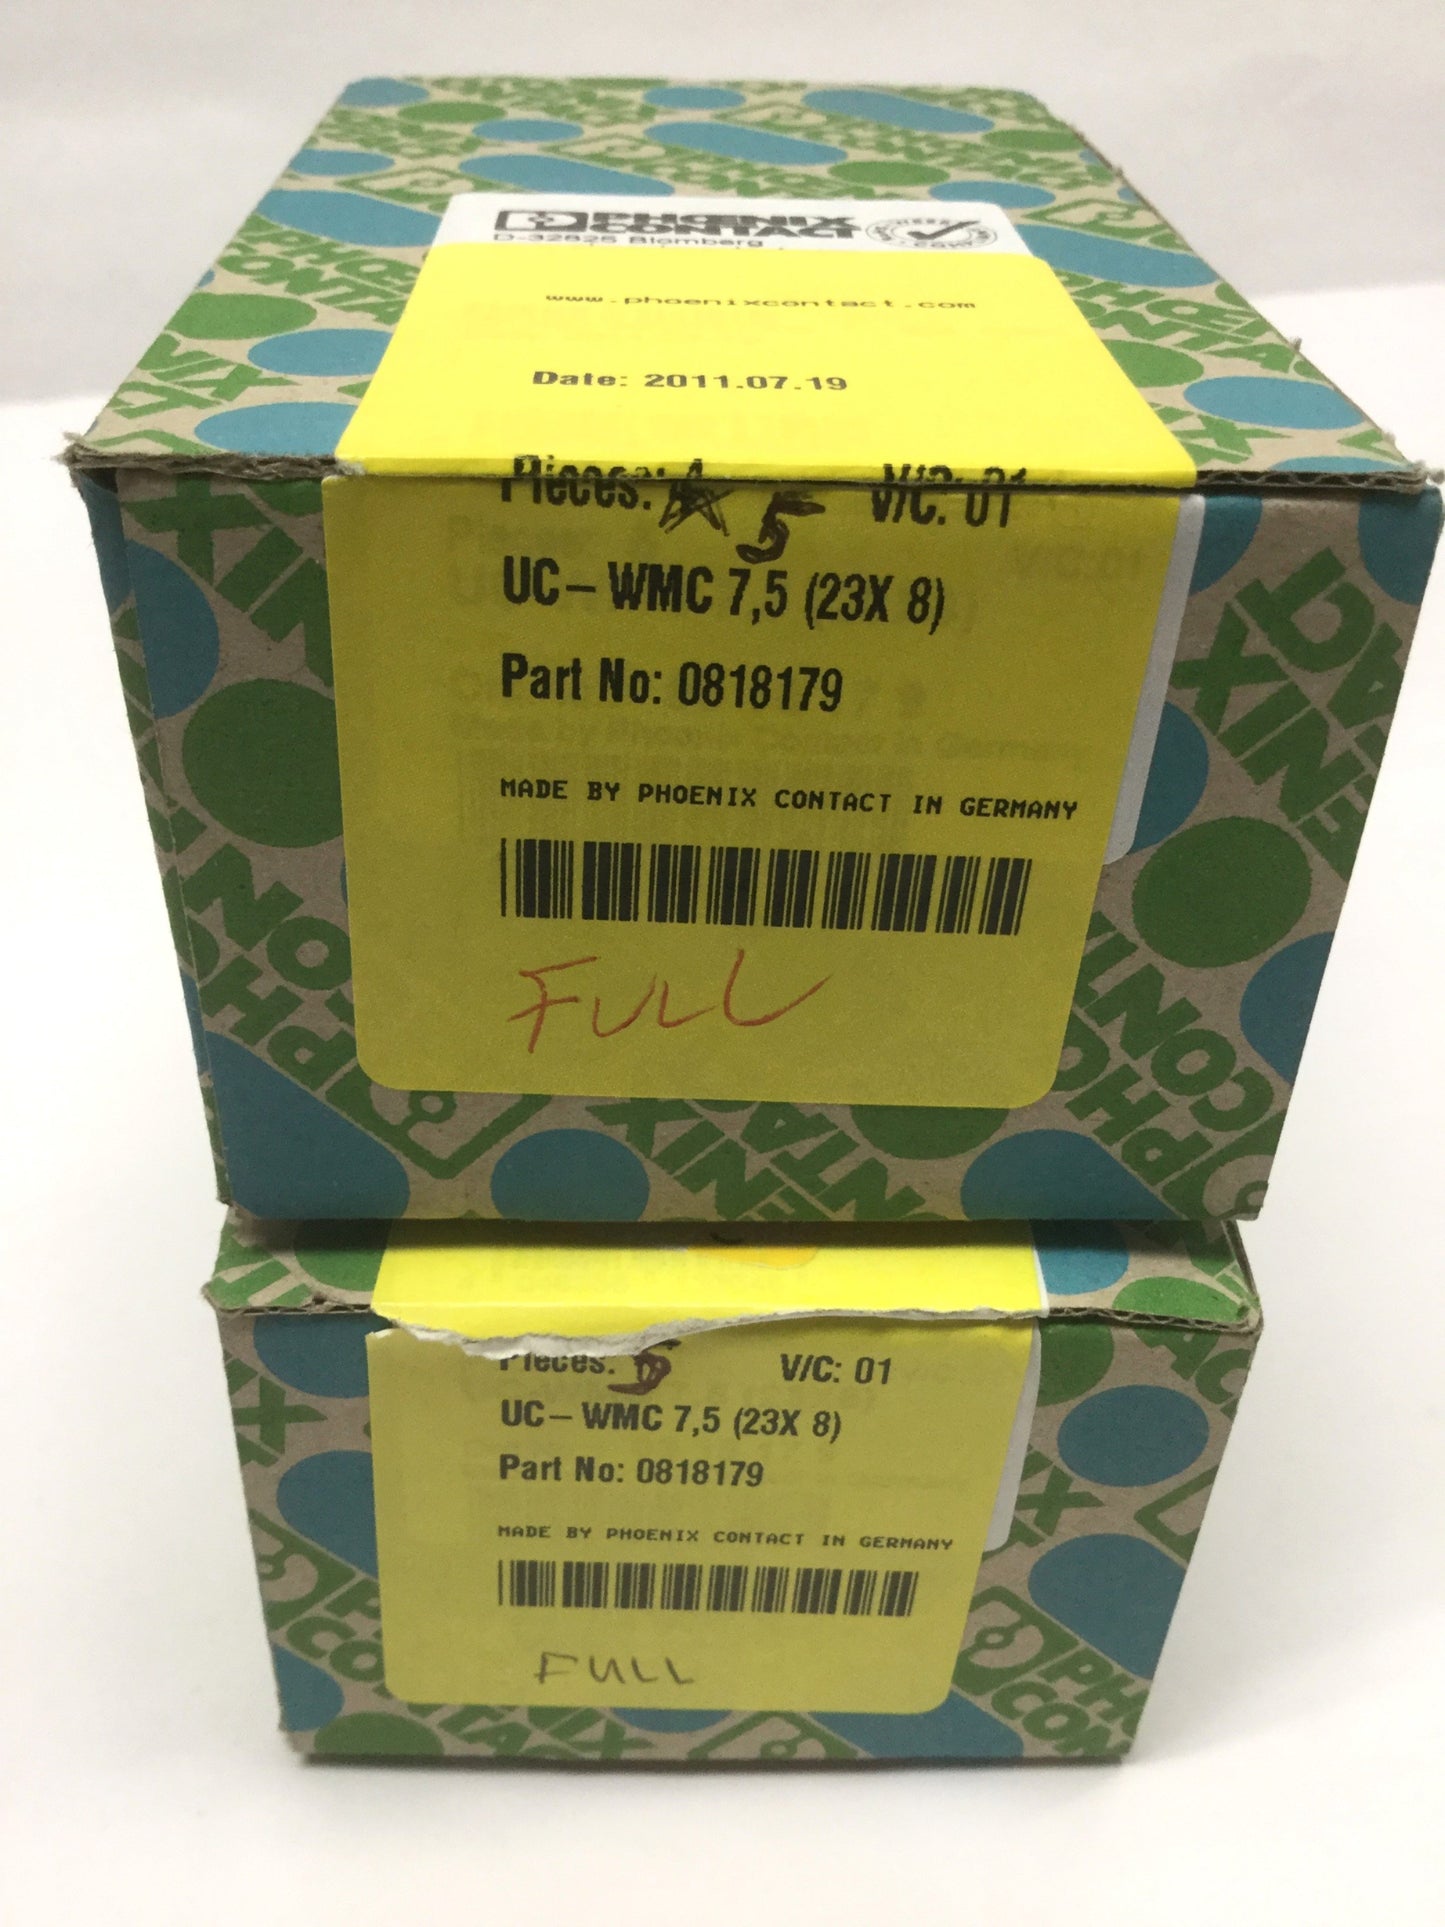 PHOENIX
CONTACT
D-32825 Blomberg
www.phoenixcontact.com
Date: 2011.07.19
Pieces: 5 V/C: 01
UC-WMC 7,5 (23X 8)
Part No: 0818179
MADE BY PHOENIX CONTACT IN GERMANY
FULL
Pieces: 5 V/C: 01
UC-WMC 7,5 (23X 8)
Part No: 0818179
MADE BY PHOENIX CONTACT IN GERMANY
FULL